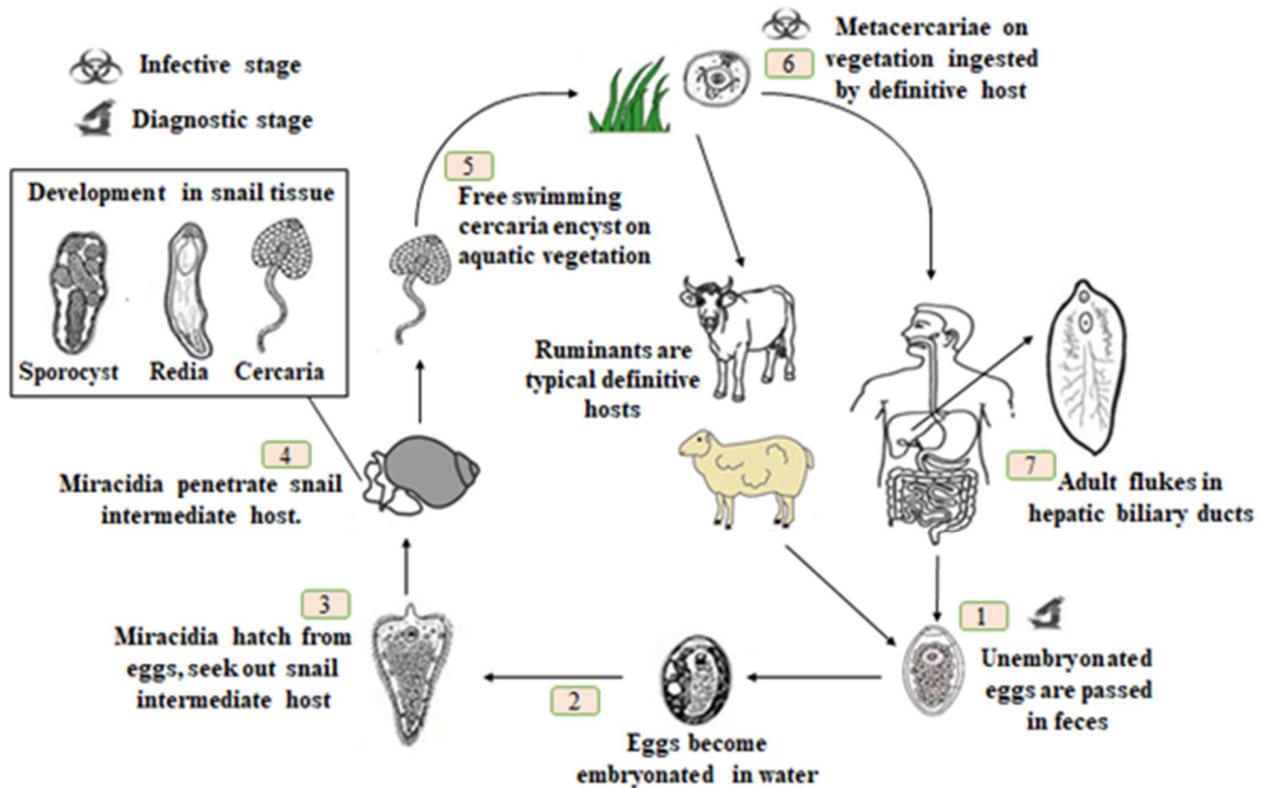 Infective stage
Diagnostic stage
6
Metacercariae on
vegetation ingested
by definitive host
5
Free swimming
cercaria encyst on
aquatic vegetation
Development in snail tissue
Sporocyst Redia Cercaria
4
Miracidia penetrate snail
intermediate host.
Ruminants are
typical definitive
hosts
7
Adult flukes in
hepatic biliary ducts
3
Miracidia hatch from
eggs, seek out snail
intermediate host
2
Eggs become
embryonated in water
1
Unembryonated
eggs are passed
in feces